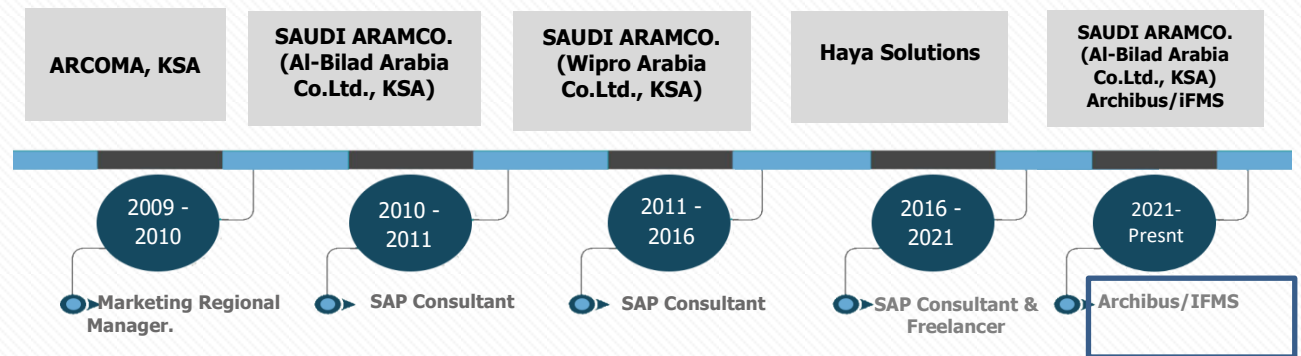 ARCOMA, KSA
SAUDI ARAMCO.
(Al-Bilad Arabia
Co.Ltd., KSA)
SAUDI ARAMCO.
(Wipro Arabia
Co.Ltd., KSA)
Haya Solutions
SAUDI ARAMCO.
(Al-Bilad Arabia
Co.Ltd., KSA)
Archibus/iFMS
2009 -
2010
2010 -
2011
2011 -
2016
2016 -
2021
2021-
Presnt
Marketing Regional
Manager.
SAP Consultant
SAP Consultant
SAP Consultant &
Freelancer
Archibus/IFMS